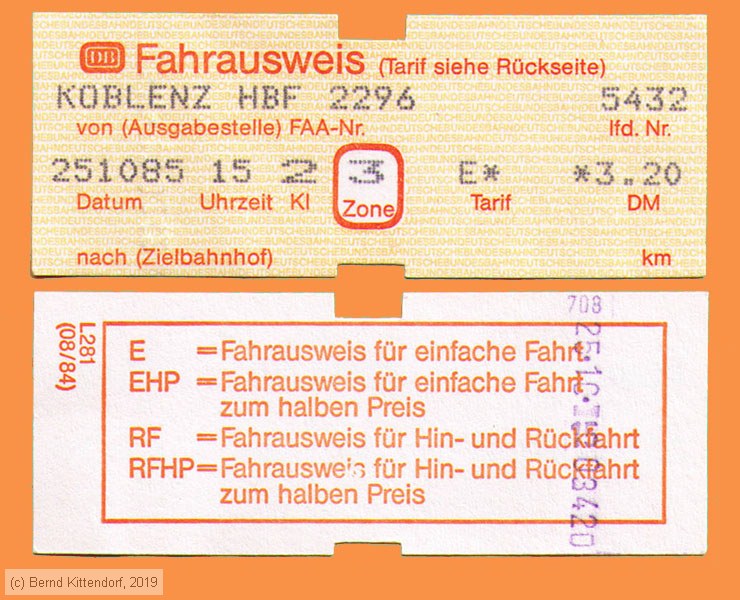 DB Fahrausweis (Tarif siehe Rückseite)
KOBLENZ HBF 2296 5432
von (Ausgabestelle) FAA-Nr. lfd. Nr.
251085 15 2 3 E* *3.20
Datum Uhrzeit Kl Zone Tarif DM
nach (Zielbahnhof) km
708
L281
(08/84)
E =Fahrausweis für einfache Fahrt
EHP =Fahrausweis für einfache Fahrt
zum halben Preis
RF =Fahrausweis für Hin- und Rückfahrt
RFHP=Fahrausweis für Hin- und Rückfahrt
zum halben Preis
(c) Bernd Kittendorf, 2019